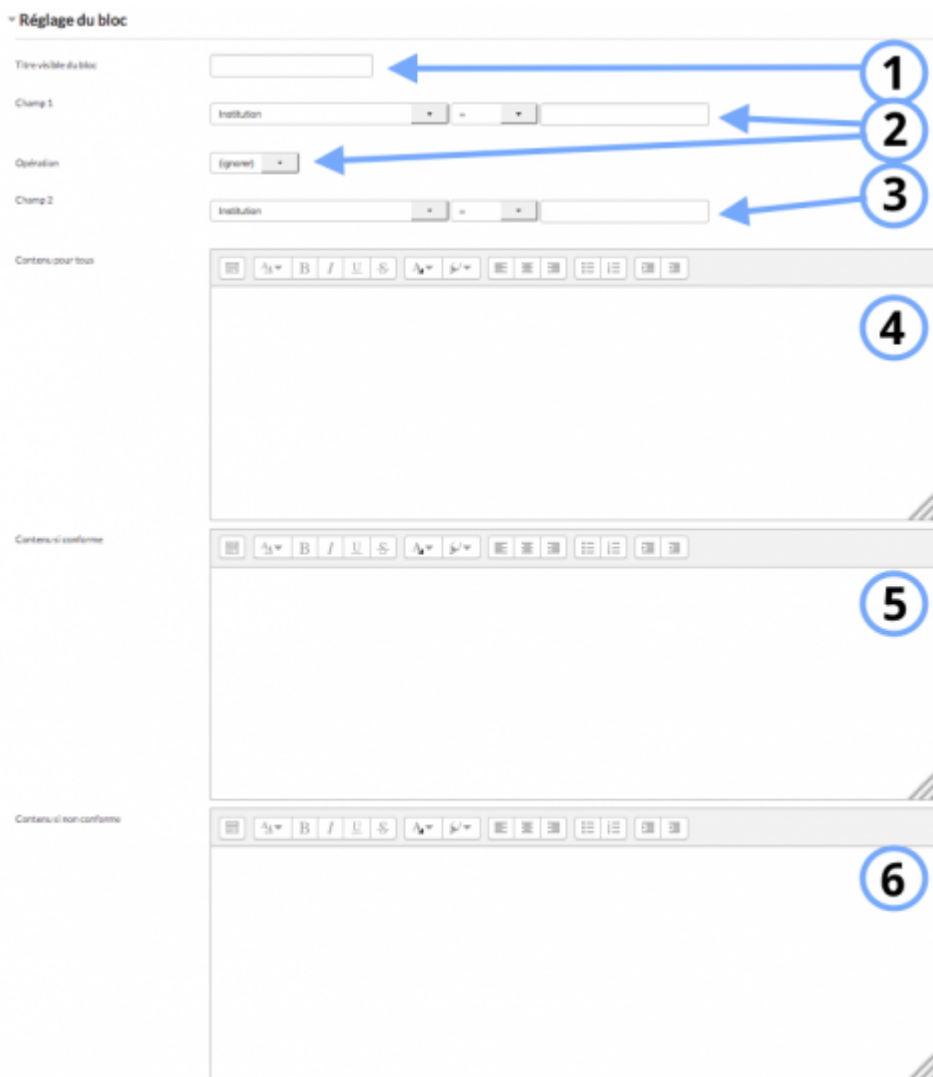 Réglage du bloc
Titre visible du bloc
1
Champ 1
Institution = 
2
Opération
(ignorer)
3
Champ 2
Institution =
Contenu pour tous
B I U S
4
Contenu si conforme
B I U S
5
Contenu si non conforme
B I U S
6